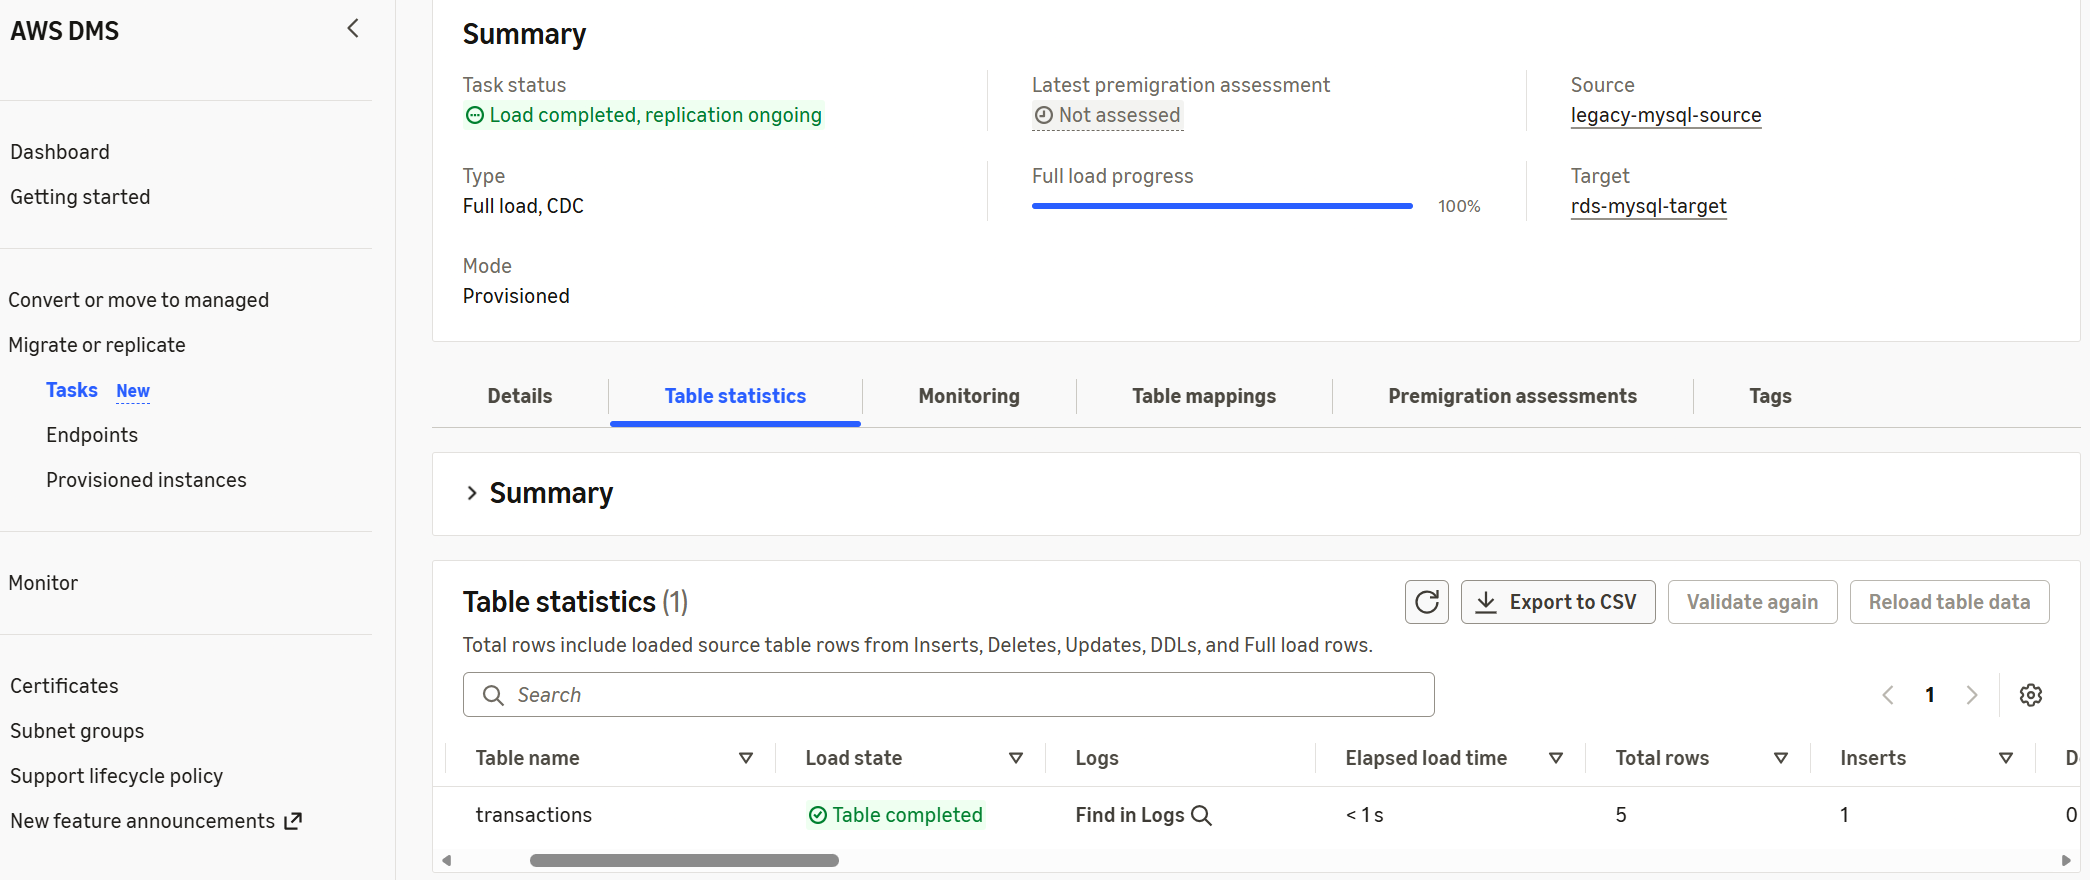 AWS DMS
Dashboard
Getting started
Convert or move to managed
Migrate or replicate
Tasks New
Endpoints
Provisioned instances
Monitor
Certificates
Subnet groups
Support lifecycle policy
New feature announcements
Summary
Task status
Load completed, replication ongoing
Latest premigration assessment
Not assessed
Source
legacy-mysql-source
Type
Full load, CDC
Full load progress
100%
Target
rds-mysql-target
Mode
Provisioned
Details Table statistics Monitoring Table mappings Premigration assessments Tags
Summary
Table statistics (1)
Export to CSV Validate again Reload table data
Total rows include loaded source table rows from Inserts, Deletes, Updates, DDLs, and Full load rows.
Search
1
Table name Load state Logs Elapsed load time Total rows Inserts
transactions Table completed Find in Logs < 1 s 5 1 0